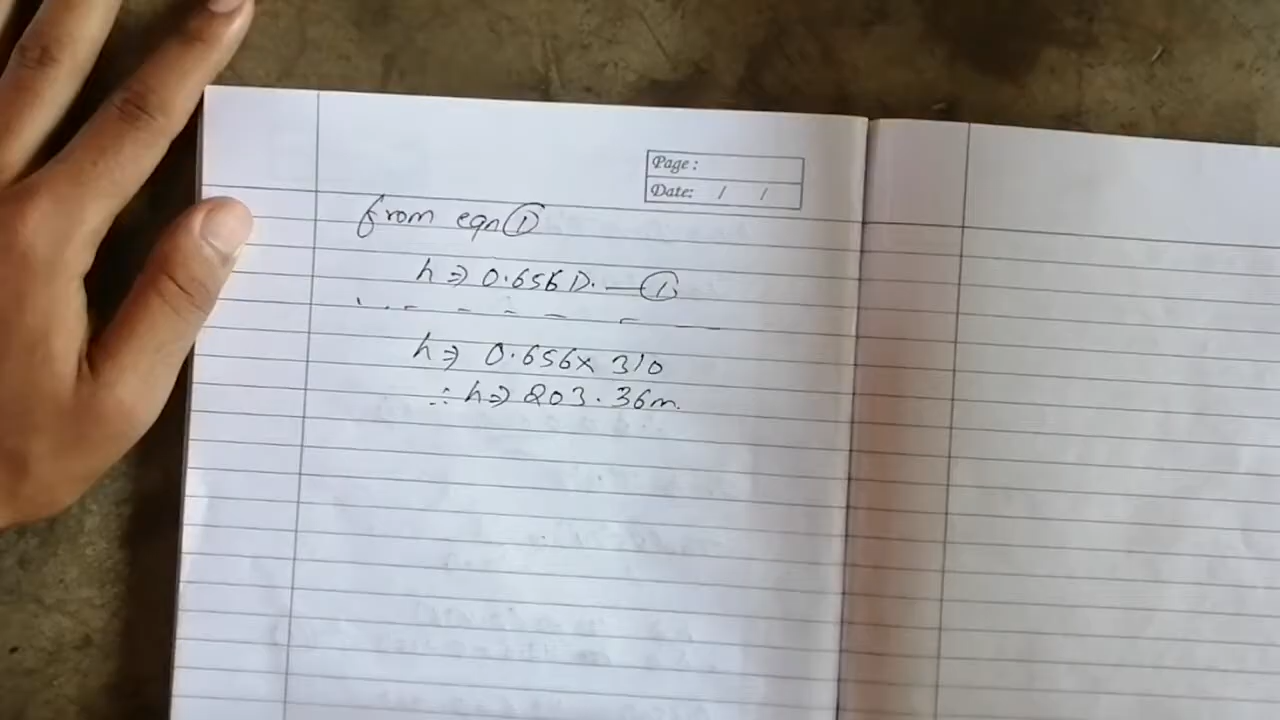 Page:
Date: / /
from eqn ①
h ⇒ 0.656 D. — ①
h ⇒ 0.656 × 310
∴ h ⇒ 203.36m.